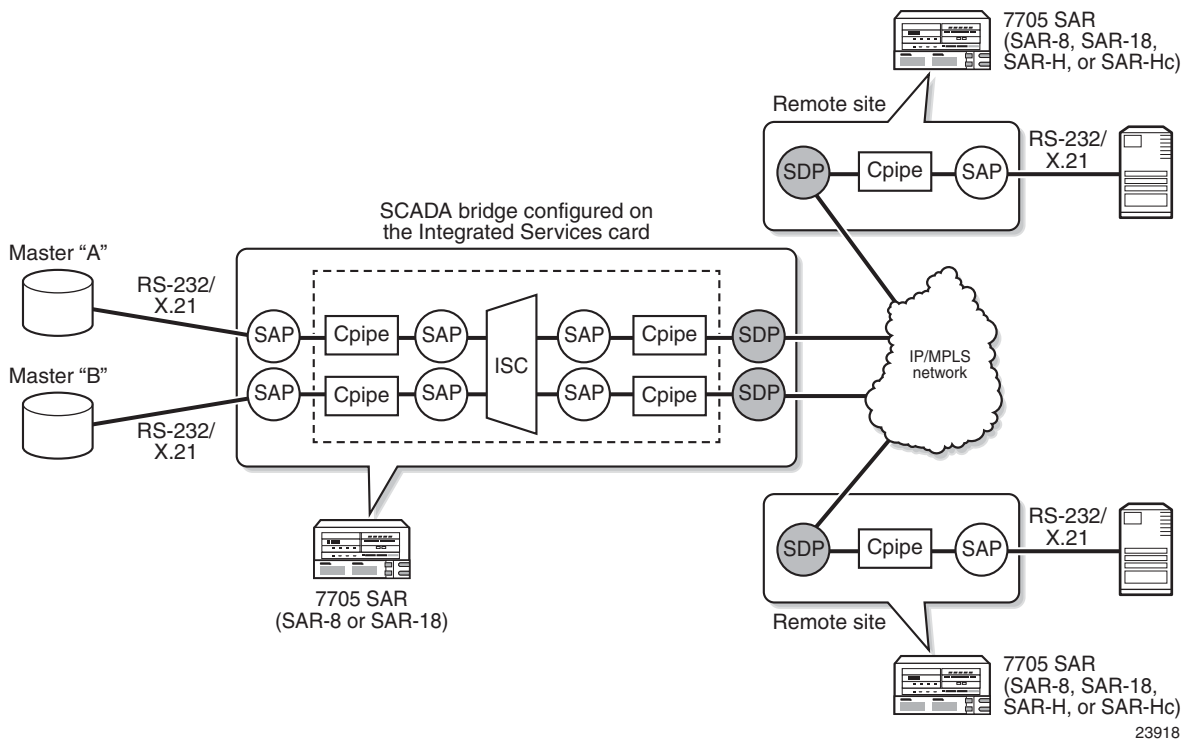 7705 SAR
(SAR-8, SAR-18,
SAR-H, or SAR-Hc)
Remote site
SDP
Cpipe
SAP
RS-232/
X.21
SCADA bridge configured on
the Integrated Services card
Master “A”
RS-232/
X.21
SAP
Cpipe
SAP
ISC
SAP
Cpipe
SDP
IP/MPLS
network
Master “B”
SAP
Cpipe
SAP
SAP
Cpipe
SDP
RS-232/
X.21
7705 SAR
(SAR-8 or SAR-18)
SDP
Cpipe
SAP
RS-232/
X.21
Remote site
7705 SAR
(SAR-8, SAR-18,
SAR-H, or SAR-Hc)
23918